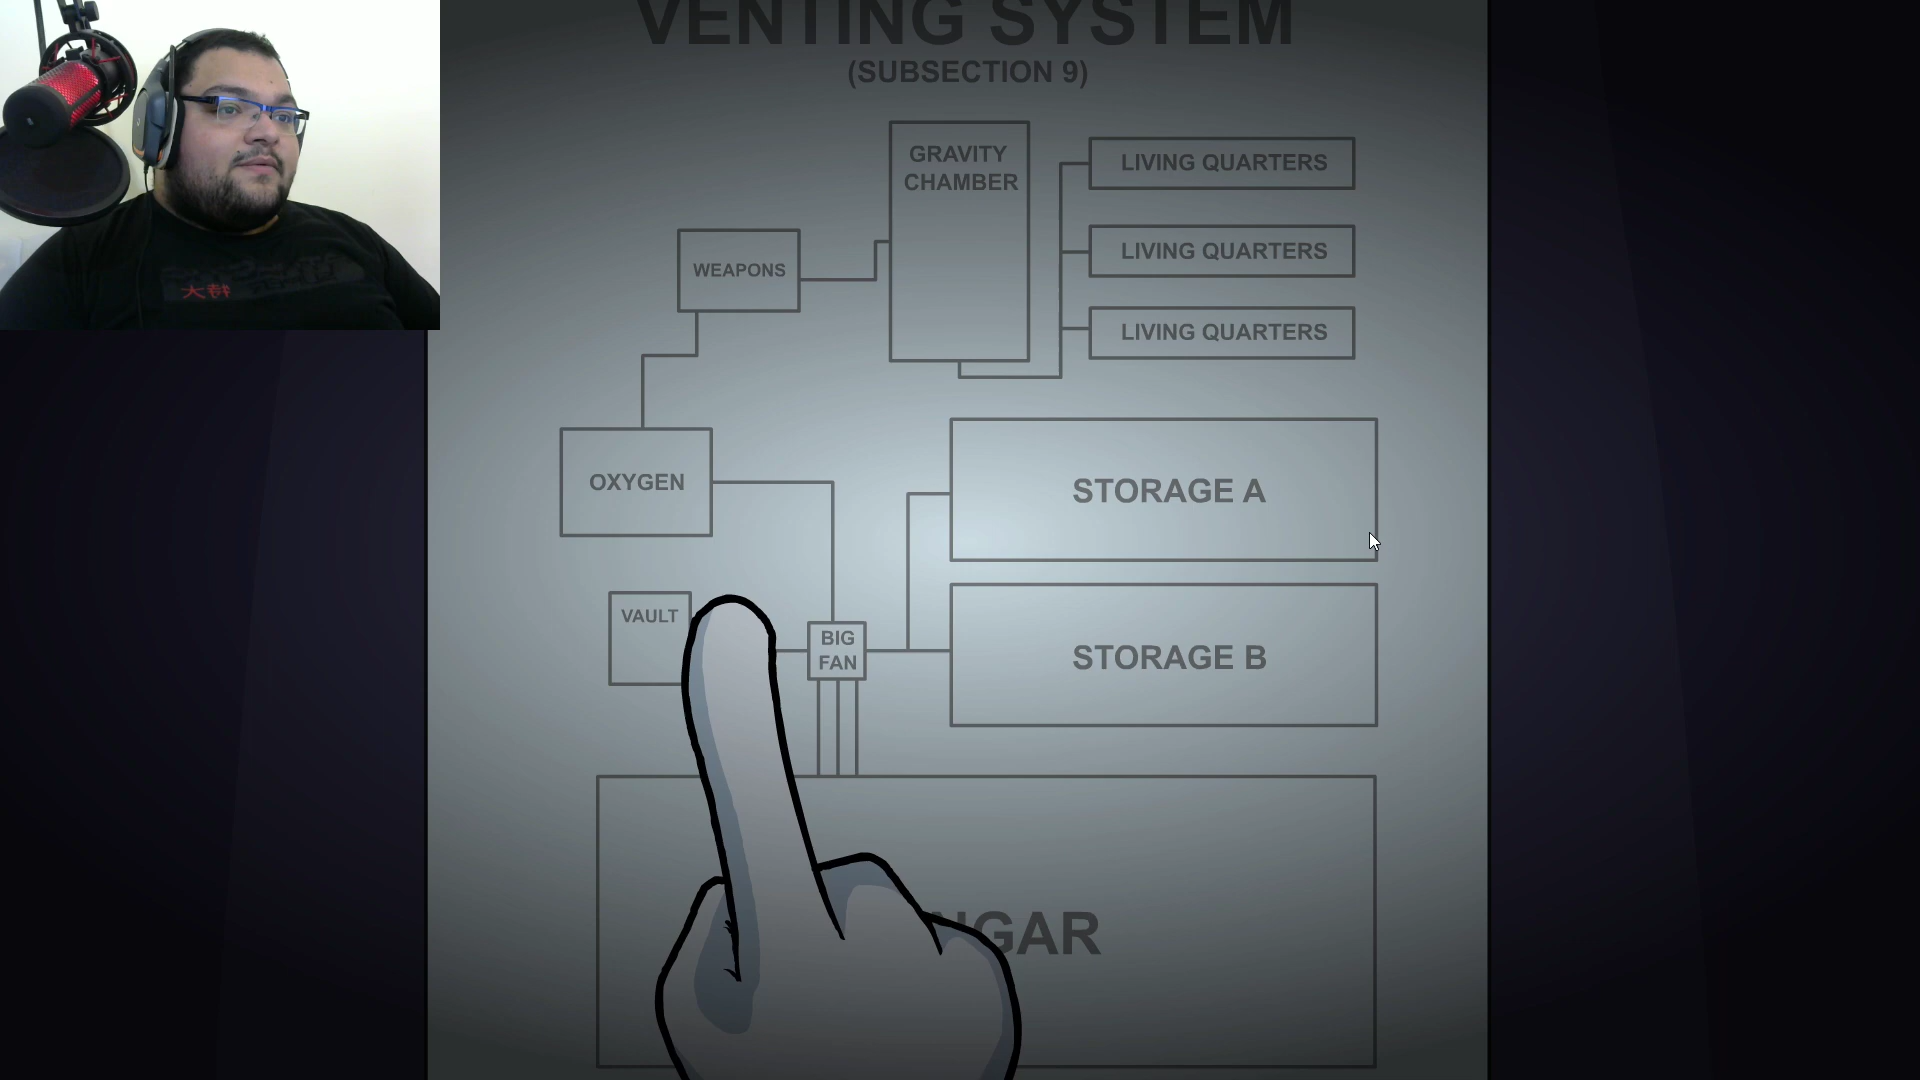 VENTING SYSTEM
(SUBSECTION 9)
GRAVITY
CHAMBER
LIVING QUARTERS
LIVING QUARTERS
WEAPONS
LIVING QUARTERS
OXYGEN
STORAGE A
VAULT
BIG
FAN
STORAGE B